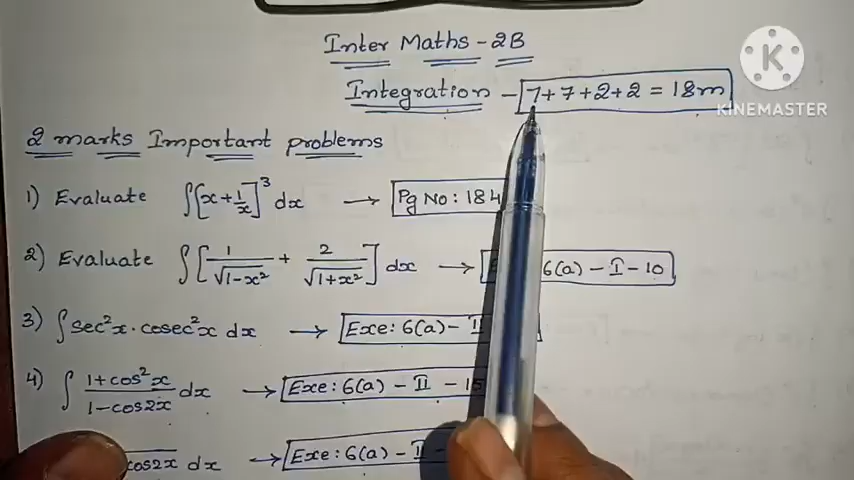 Inter Maths - 2B
Integration - 7+7+2+2 = 18m
KINEMASTER
2 marks Important problems
1) Evaluate ∫[x+1/x]³ dx → Pg No: 184
2) Evaluate ∫[1/√(1-x²) + 2/√(1+x²)] dx → 6(a) - I - 10
3) ∫ sec²x · cosec²x dx → Exe: 6(a) - II
4) ∫ (1+cos²x)/(1-cos2x) dx → Exe: 6(a) - II - 15
cos2x dx → Exe: 6(a) - II -